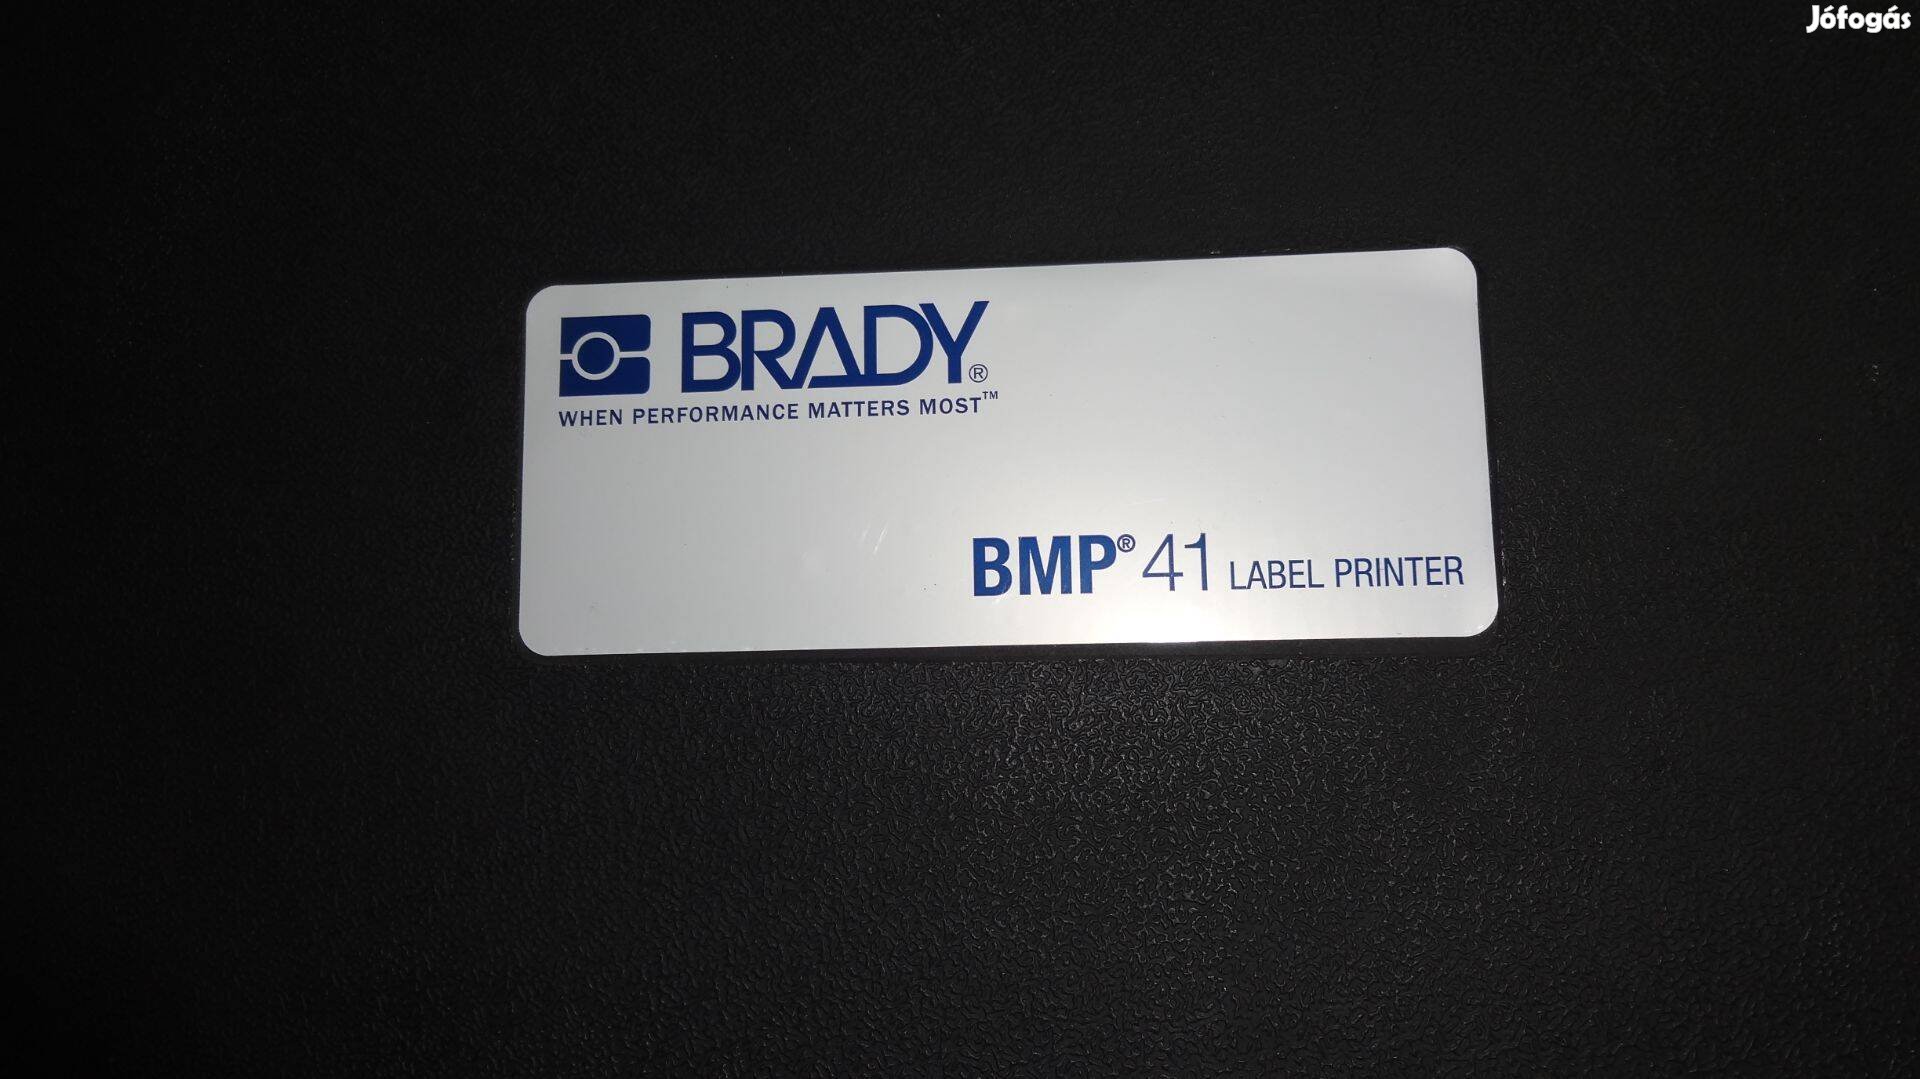 Jófogás
BRADY®
WHEN PERFORMANCE MATTERS MOST™
BMP® 41 LABEL PRINTER